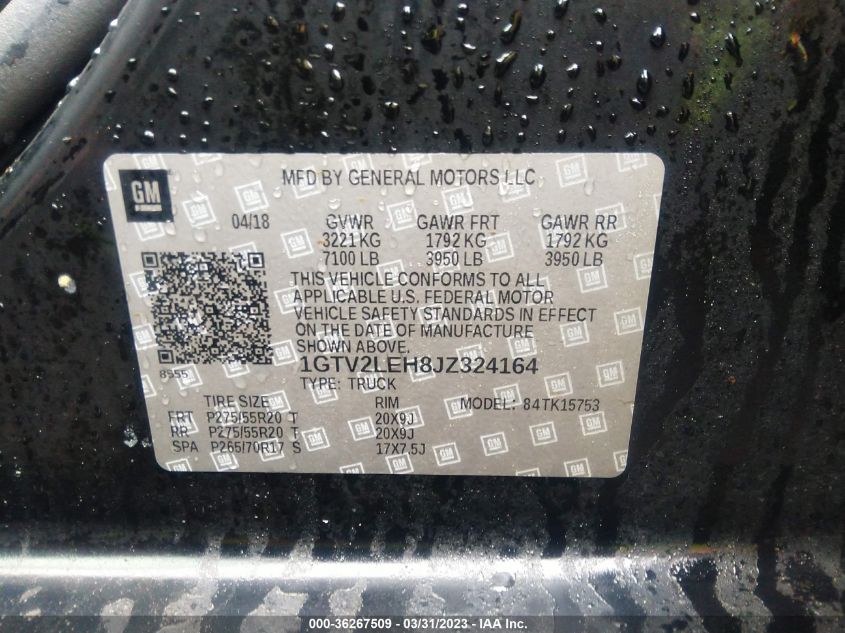 GM
MFD BY GENERAL MOTORS LLC
04/18 GVWR GAWR FRT GAWR RR
3221 KG 1792 KG 1792 KG
7100 LB 3950 LB 3950 LB
THIS VEHICLE CONFORMS TO ALL
APPLICABLE U.S. FEDERAL MOTOR
VEHICLE SAFETY STANDARDS IN EFFECT
ON THE DATE OF MANUFACTURE
SHOWN ABOVE.
8555
1GTV2LEH8JZ324164
TYPE: TRUCK
TIRE SIZE RIM MODEL: 84TK15753
FRT P275/55R20 T 20X9J
RR P275/55R20 T 20X9J
SPA P265/70R17 S 17X7.5J
000-36267509 — 03/31/2023 — © IAA Inc.